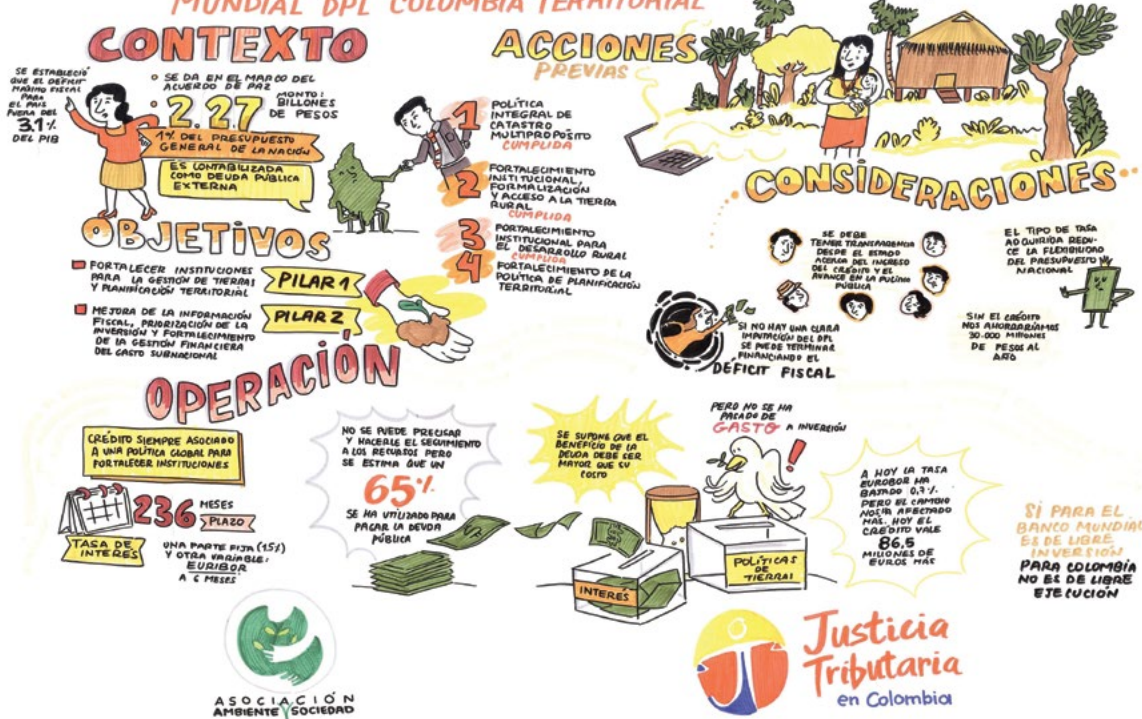 MUNDIAL DPL COLOMBIA TERRITORIAL
CONTEXTO
SE ESTABLECIÓ
QUE EL DÉFICIT
MÁXIMO FISCAL
PARA
EL PAÍS
FUERA DEL
3.1%
DEL PIB
SE DA EN EL MARCO DEL
ACUERDO DE PAZ
2.27
MONTO:
BILLONES
DE PESOS
1% DEL PRESUPUESTO
GENERAL DE LA NACIÓN
ES CONTABILIZADA
COMO DEUDA PÚBLICA
EXTERNA
OBJETIVOS
FORTALECER INSTITUCIONES
PARA LA GESTIÓN DE TIERRAS
Y PLANIFICACIÓN TERRITORIAL
PILAR 1
MEJORA DE LA INFORMACIÓN
FISCAL, PRIORIZACIÓN DE LA
INVERSIÓN Y FORTALECIMIENTO
DE LA GESTIÓN FINANCIERA
DEL GASTO SUBNACIONAL
PILAR 2
ACCIONES
PREVIAS
1
POLÍTICA
INTEGRAL DE
CATASTRO
MULTIPROPÓSITO
CUMPLIDA
2
FORTALECIMIENTO
INSTITUCIONAL,
FORMALIZACIÓN
Y ACCESO A LA TIERRA
RURAL
CUMPLIDA
3
FORTALECIMIENTO
INSTITUCIONAL PARA
EL DESARROLLO RURAL
CUMPLIDA
4
FORTALECIMIENTO DE LA
POLÍTICA DE PLANIFICACIÓN
TERRITORIAL
CONSIDERACIONES
SE DEBE
TENER TRANSPARENCIA
DESDE EL ESTADO
ACERCA DEL INGRESO
DEL CRÉDITO Y EL
AVANCE EN LA POLÍTICA
PÚBLICA
EL TIPO DE TASA
ADQUIRIDA REDU-
CE LA FLEXIBILIDAD
DEL PRESUPUESTO
NACIONAL
SI NO HAY UNA CLARA
IMPUTACIÓN DEL DPL
SE PUEDE TERMINAR
FINANCIANDO EL
DÉFICIT FISCAL
SIN EL CRÉDITO
NOS AHORRARÍAMOS
30.000 MILLONES
DE PESOS AL
AÑO
OPERACIÓN
CRÉDITO SIEMPRE ASOCIADO
A UNA POLÍTICA GLOBAL PARA
FORTALECER INSTITUCIONES
236 MESES
PLAZO
TASA DE
INTERÉS
UNA PARTE FIJA (1.5%)
Y OTRA VARIABLE:
EURIBOR
A 6 MESES
NO SE PUEDE PRECISAR
Y HACERLE EL SEGUIMIENTO
A LOS RECURSOS PERO
SE ESTIMA QUE UN
65%
SE HA UTILIZADO PARA
PAGAR LA DEUDA
PÚBLICA
SE SUPONE QUE EL
BENEFICIO DE LA
DEUDA DEBE SER
MAYOR QUE SU
COSTO
PERO NO SE HA
PASADO DE
GASTO A INVERSIÓN
INTERÉS
POLÍTICAS
DE
TIERRAS
A HOY LA TASA
EUROBOR HA
BAJADO 0,7%
PERO EL CAMBIO
NOS HA AFECTADO
MÁS. HOY EL
CRÉDITO VALE
86,5
MILLONES DE
EUROS MÁS
SI PARA EL
BANCO MUNDIAL
ES DE LIBRE
INVERSIÓN
PARA COLOMBIA
NO ES DE LIBRE
EJECUCIÓN
ASOCIACIÓN
AMBIENTE Y SOCIEDAD
Justicia
Tributaria
en Colombia